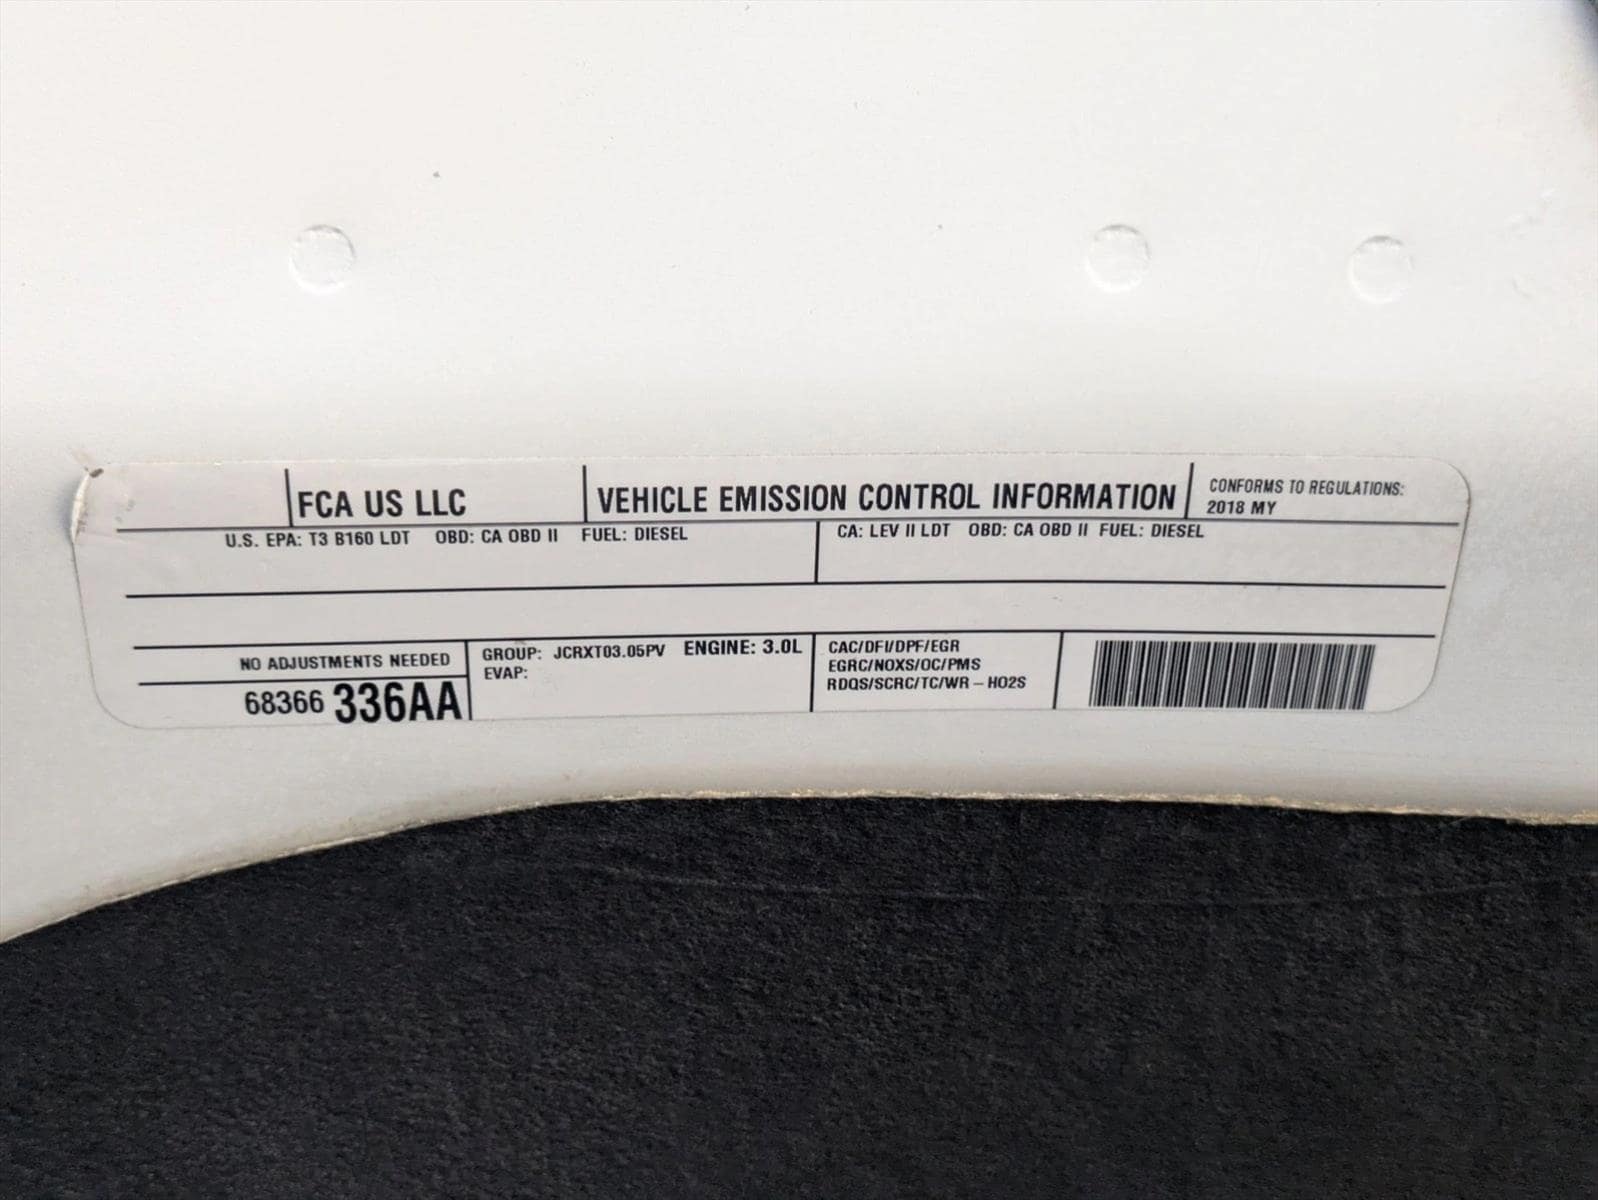 FCA US LLC
VEHICLE EMISSION CONTROL INFORMATION
CONFORMS TO REGULATIONS:
2018 MY
U.S. EPA: T3 B160 LDT OBD: CA OBD II FUEL: DIESEL
CA: LEV II LDT OBD: CA OBD II FUEL: DIESEL
NO ADJUSTMENTS NEEDED
68366 336AA
GROUP: JCRXT03.05PV ENGINE: 3.0L
EVAP:
CAC/DFI/DPF/EGR
EGRC/NOXS/OC/PMS
RDQS/SCRC/TC/WR – HO2S